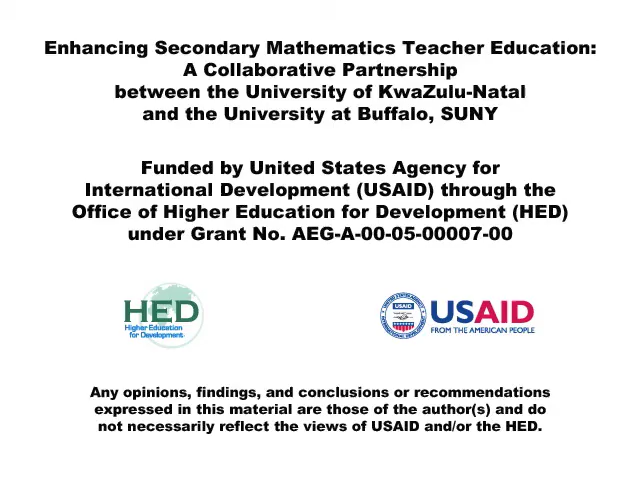 Enhancing Secondary Mathematics Teacher Education:
A Collaborative Partnership
between the University of KwaZulu-Natal
and the University at Buffalo, SUNY
Funded by United States Agency for
International Development (USAID) through the
Office of Higher Education for Development (HED)
under Grant No. AEG-A-00-05-00007-00
HED
Higher Education
for Development
USAID
USAID
FROM THE AMERICAN PEOPLE
Any opinions, findings, and conclusions or recommendations
expressed in this material are those of the author(s) and do
not necessarily reflect the views of USAID and/or the HED.